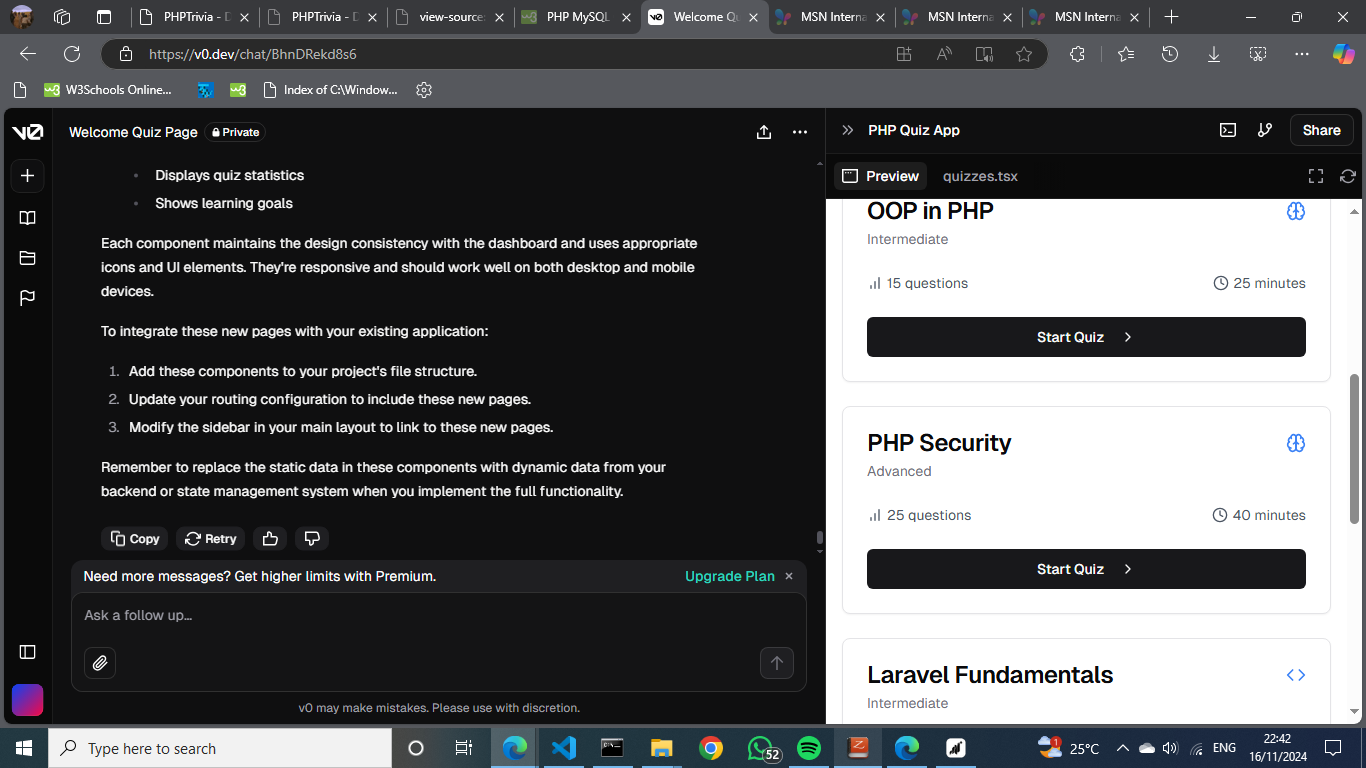 PHPTrivia - D
PHPTrivia - D
view-source:
PHP MySQL
Welcome Qu
MSN Interna
MSN Interna
MSN Interna
https://v0.dev/chat/BhnDRekd8s6
W3Schools Online...
Index of C:\Window...
v0
Welcome Quiz Page
Private
PHP Quiz App
Share
Preview
quizzes.tsx
Displays quiz statistics
Shows learning goals
Each component maintains the design consistency with the dashboard and uses appropriate
icons and UI elements. They're responsive and should work well on both desktop and mobile
devices.
To integrate these new pages with your existing application:
1. Add these components to your project's file structure.
2. Update your routing configuration to include these new pages.
3. Modify the sidebar in your main layout to link to these new pages.
Remember to replace the static data in these components with dynamic data from your
backend or state management system when you implement the full functionality.
Copy
Retry
Need more messages? Get higher limits with Premium.
Upgrade Plan
Ask a follow up...
v0 may make mistakes. Please use with discretion.
OOP in PHP
Intermediate
15 questions
25 minutes
Start Quiz
PHP Security
Advanced
25 questions
40 minutes
Start Quiz
Laravel Fundamentals
Intermediate
Type here to search
52
1
25°C
ENG
22:42
16/11/2024